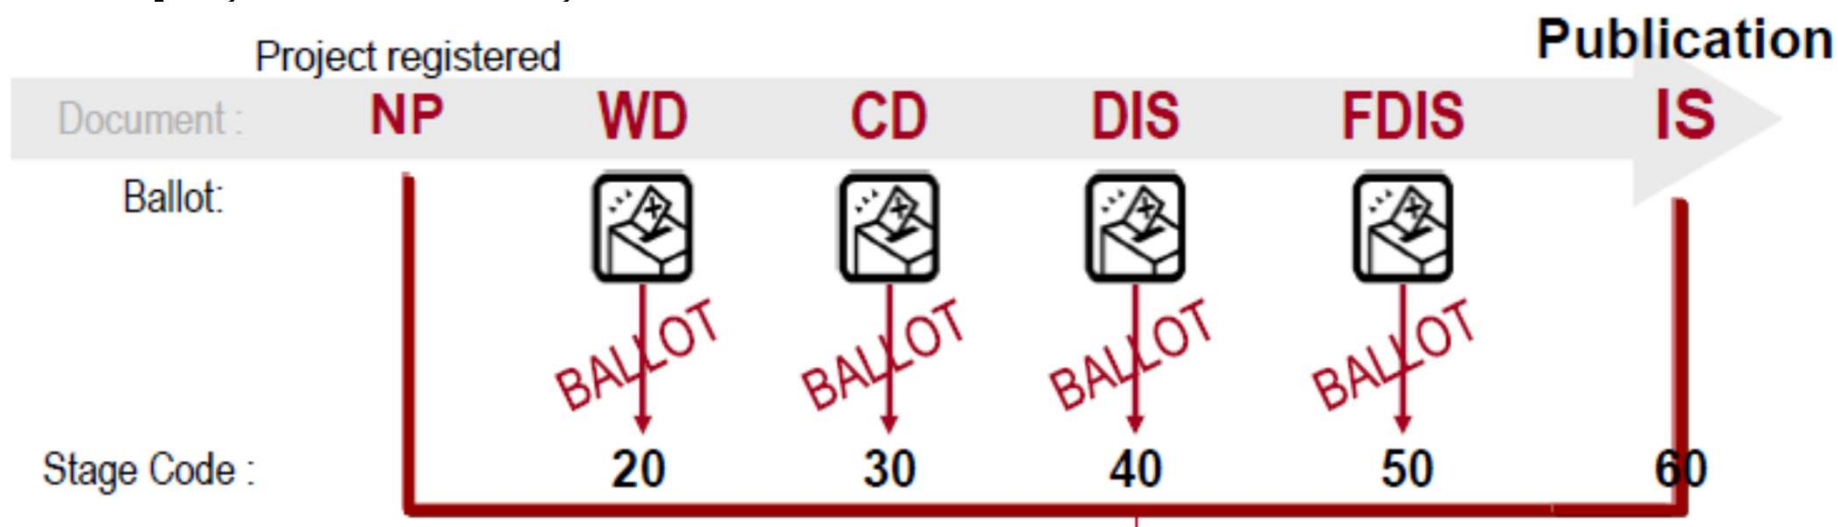 Publication
Project registered
Document : NP WD CD DIS FDIS IS
Ballot:
BALLOT BALLOT BALLOT BALLOT
Stage Code : 20 30 40 50 60